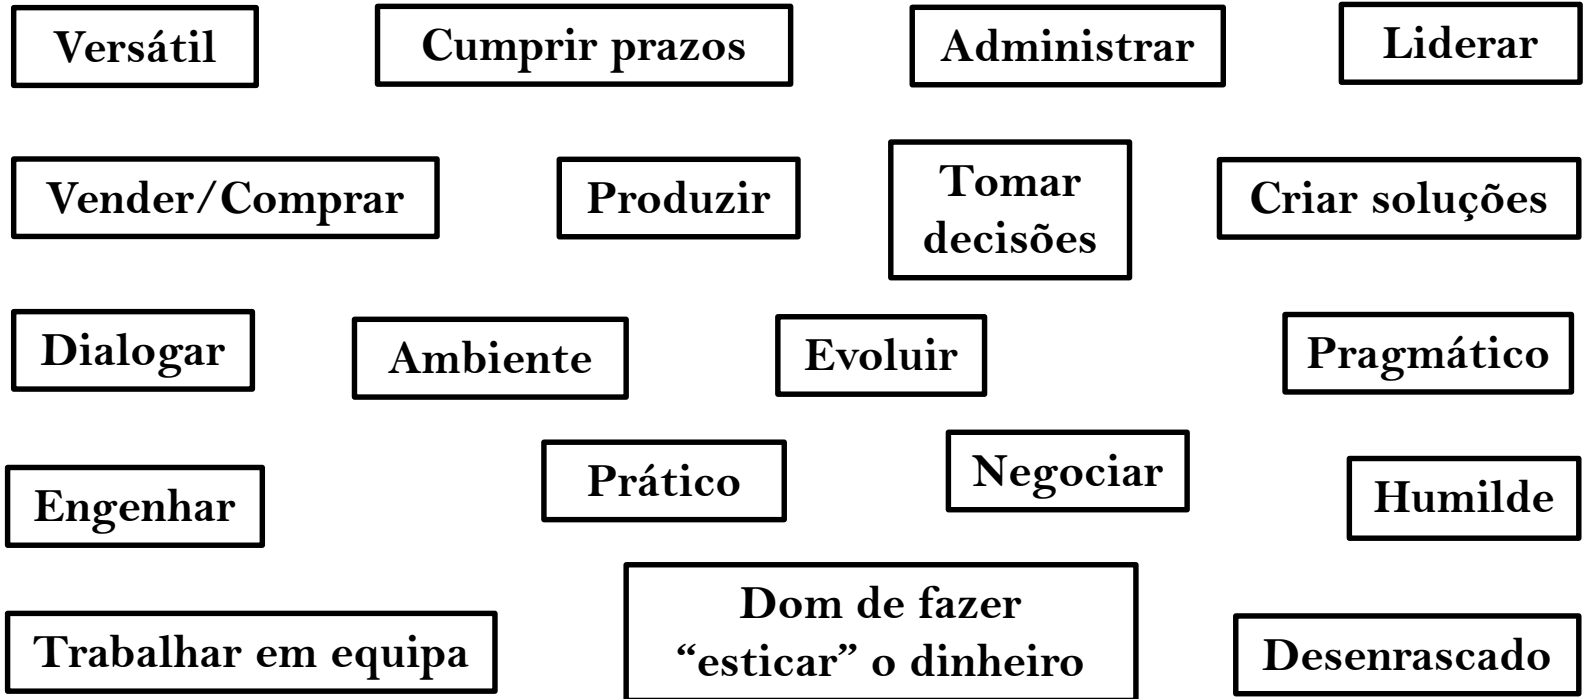 Versátil
Cumprir prazos
Administrar
Liderar
Vender/Comprar
Produzir
Tomar
decisões
Criar soluções
Dialogar
Ambiente
Evoluir
Pragmático
Engenhar
Prático
Negociar
Humilde
Trabalhar em equipa
Dom de fazer
“esticar” o dinheiro
Desenrascado